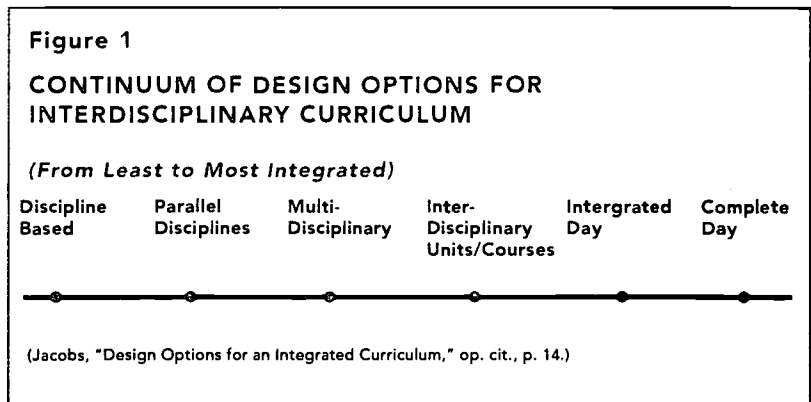 Figure 1
CONTINUUM OF DESIGN OPTIONS FOR
INTERDISCIPLINARY CURRICULUM
(From Least to Most Integrated)
Discipline Based
Parallel Disciplines
Multi-Disciplinary
Inter-Disciplinary Units/Courses
Intergrated Day
Complete Day
(Jacobs, "Design Options for an Integrated Curriculum," op. cit., p. 14.)